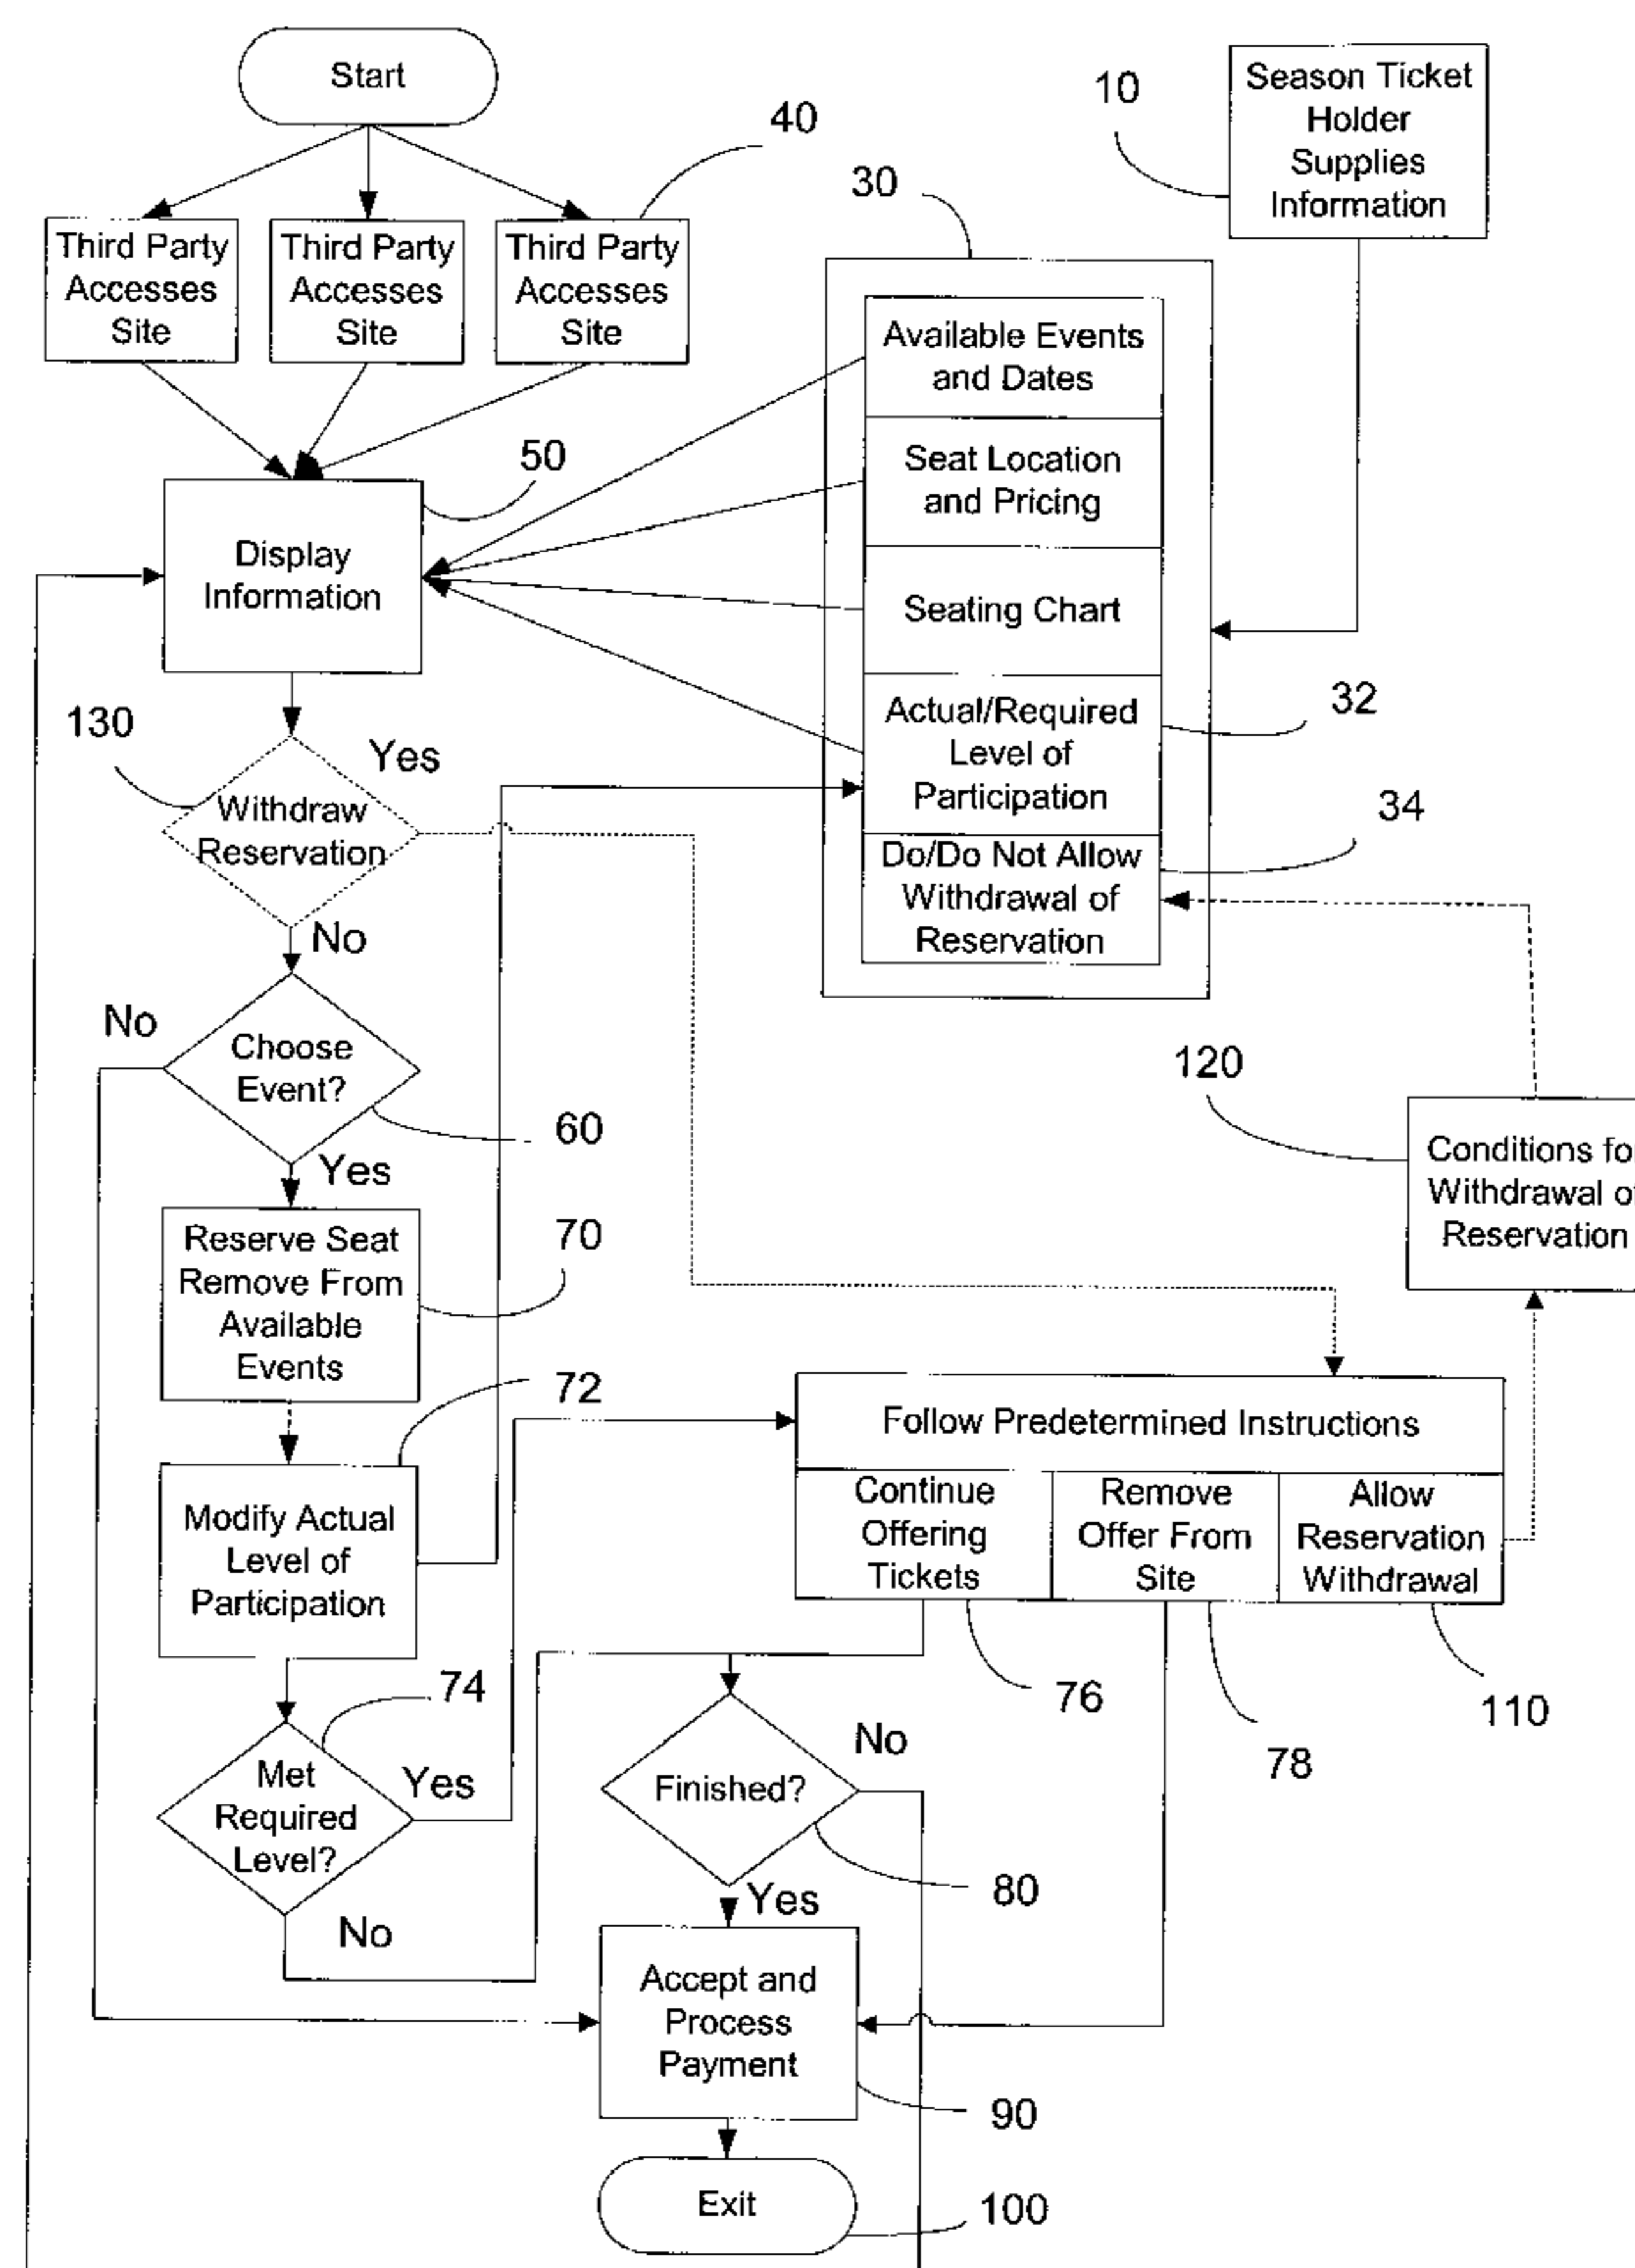 Start
10
Season Ticket
Holder
Supplies
Information
40
30
Third Party
Accesses
Site
Third Party
Accesses
Site
Third Party
Accesses
Site
Available Events
and Dates
Seat Location
and Pricing
Seating Chart
Actual/Required
Level of
Participation
Do/Do Not Allow
Withdrawal of
Reservation
32
34
50
Display
Information
130
Yes
Withdraw
Reservation
No
No
Choose
Event?
60
Yes
120
Conditions for
Withdrawal of
Reservation
Reserve Seat
Remove From
Available
Events
70
72
Follow Predetermined Instructions
Continue
Offering
Tickets
Remove
Offer From
Site
Allow
Reservation
Withdrawal
Modify Actual
Level of
Participation
74
76
78
110
Met
Required
Level?
Yes
No
Finished?
No
80
Yes
Accept and
Process
Payment
90
Exit
100